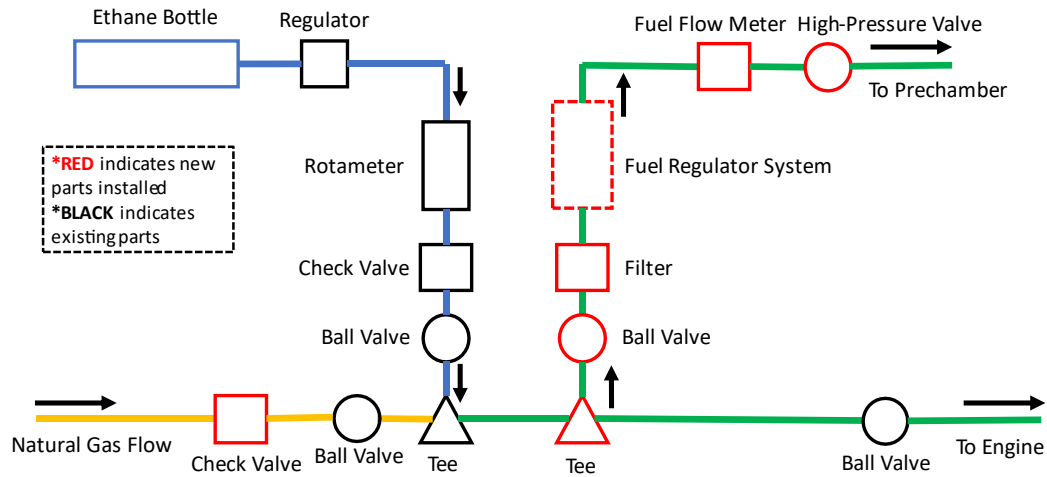 Ethane Bottle
Regulator
Fuel Flow Meter
High-Pressure Valve
To Prechamber
Rotameter
Fuel Regulator System
*RED indicates new
parts installed
*BLACK indicates
existing parts
Check Valve
Filter
Ball Valve
Ball Valve
Natural Gas Flow
Check Valve
Ball Valve
Tee
Tee
Ball Valve
To Engine